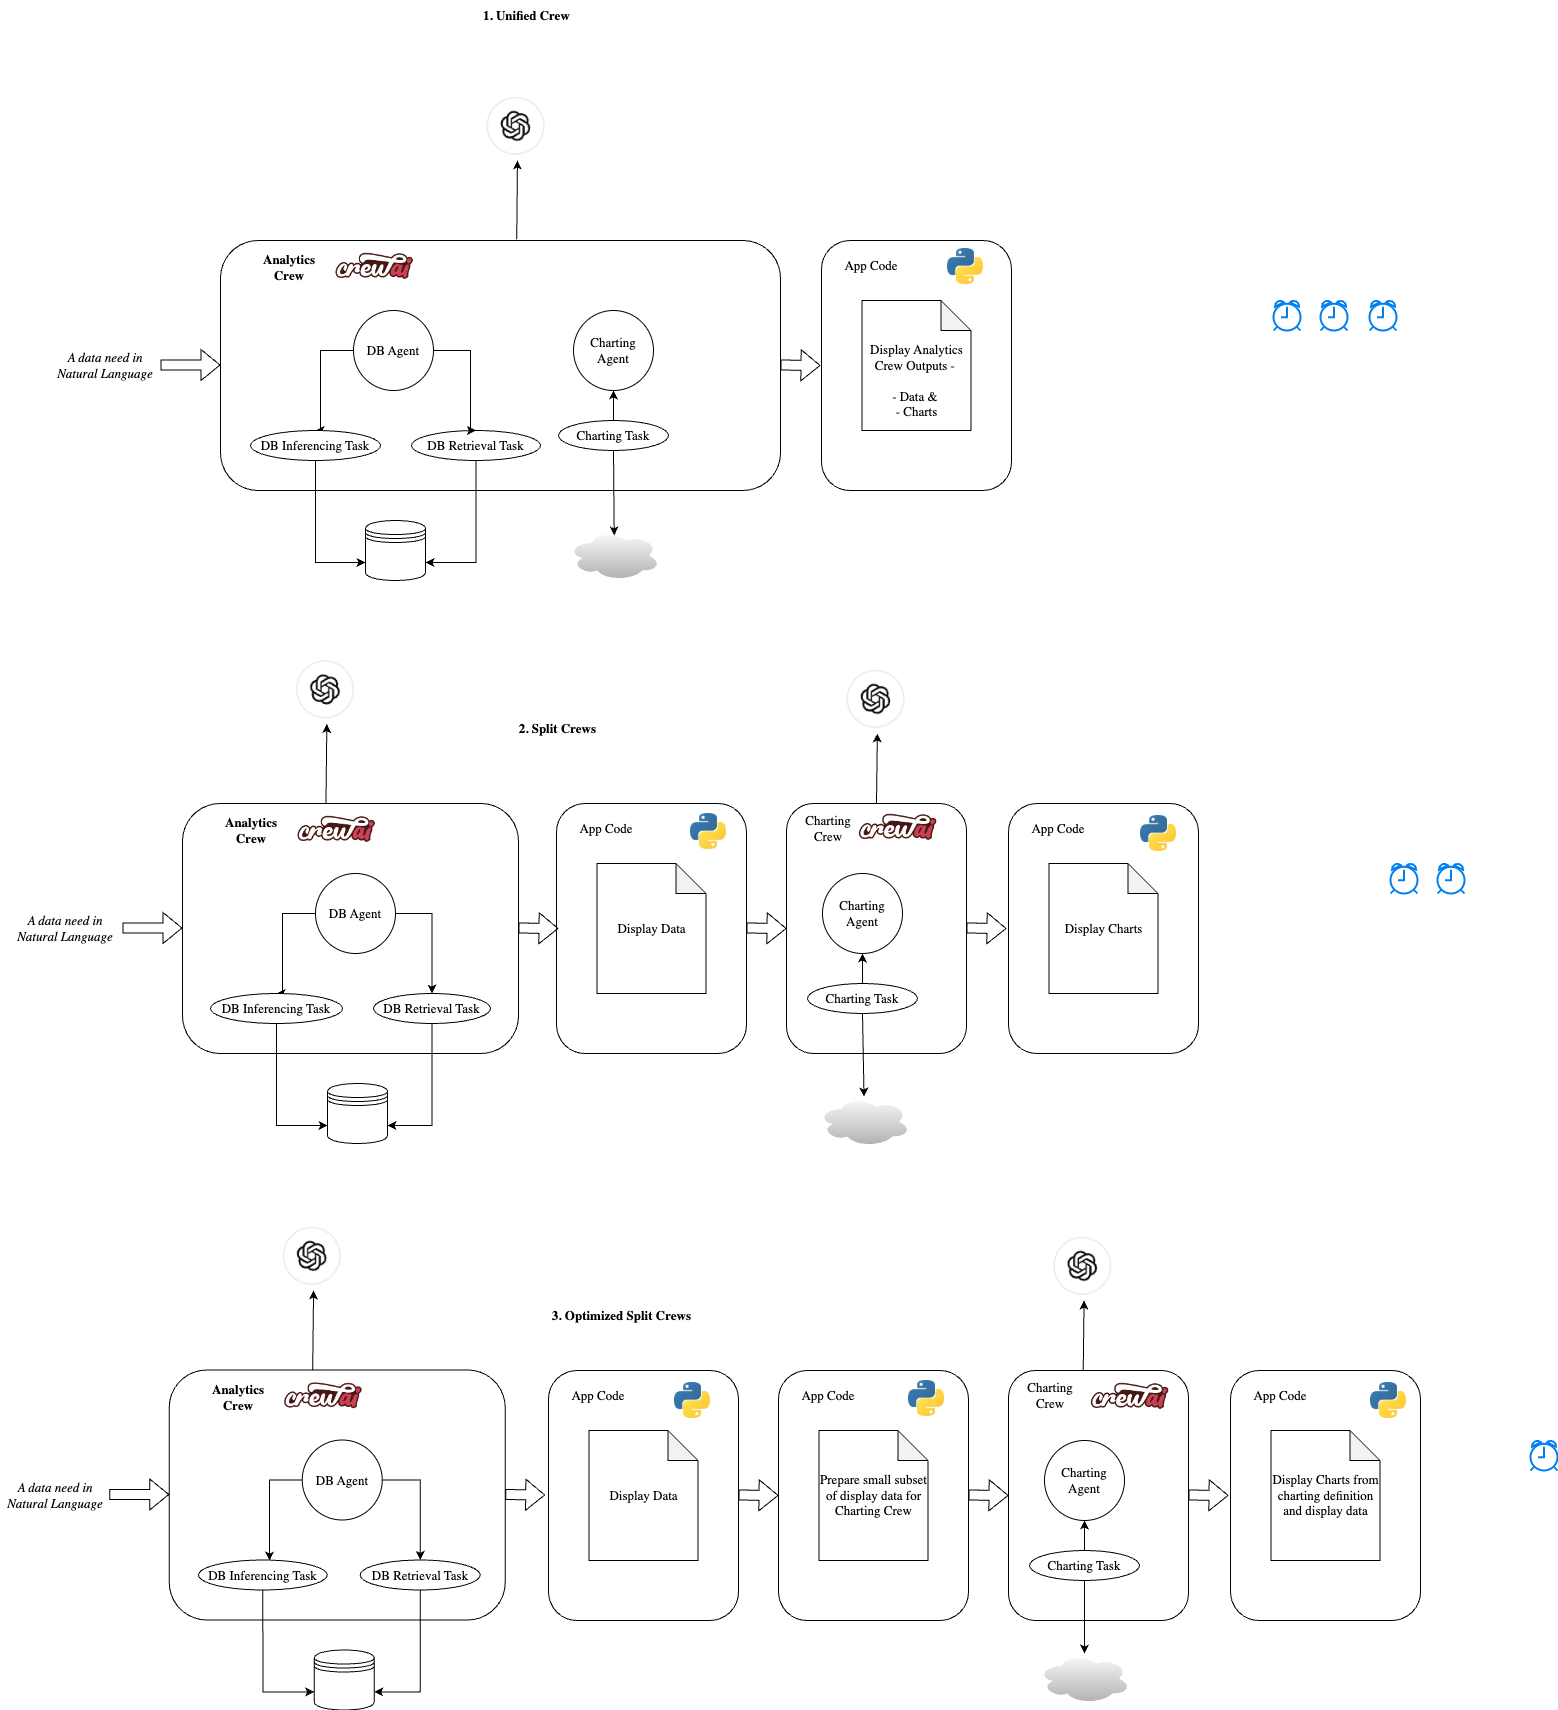 1. Unified Crew
Analytics
Crew
crewai
App Code
A data need in
Natural Language
DB Agent
Charting
Agent
DB Inferencing Task
DB Retrieval Task
Charting Task
Display Analytics
Crew Outputs -
- Data &
- Charts
2. Split Crews
Analytics
Crew
crewai
App Code
Charting
Crew
crewai
App Code
A data need in
Natural Language
DB Agent
Display Data
Charting
Agent
Display Charts
DB Inferencing Task
DB Retrieval Task
Charting Task
3. Optimized Split Crews
Analytics
Crew
crewai
App Code
App Code
Charting
Crew
crewai
App Code
A data need in
Natural Language
DB Agent
Display Data
Prepare small subset
of display data for
Charting Crew
Charting
Agent
Display Charts from
charting definition
and display data
DB Inferencing Task
DB Retrieval Task
Charting Task